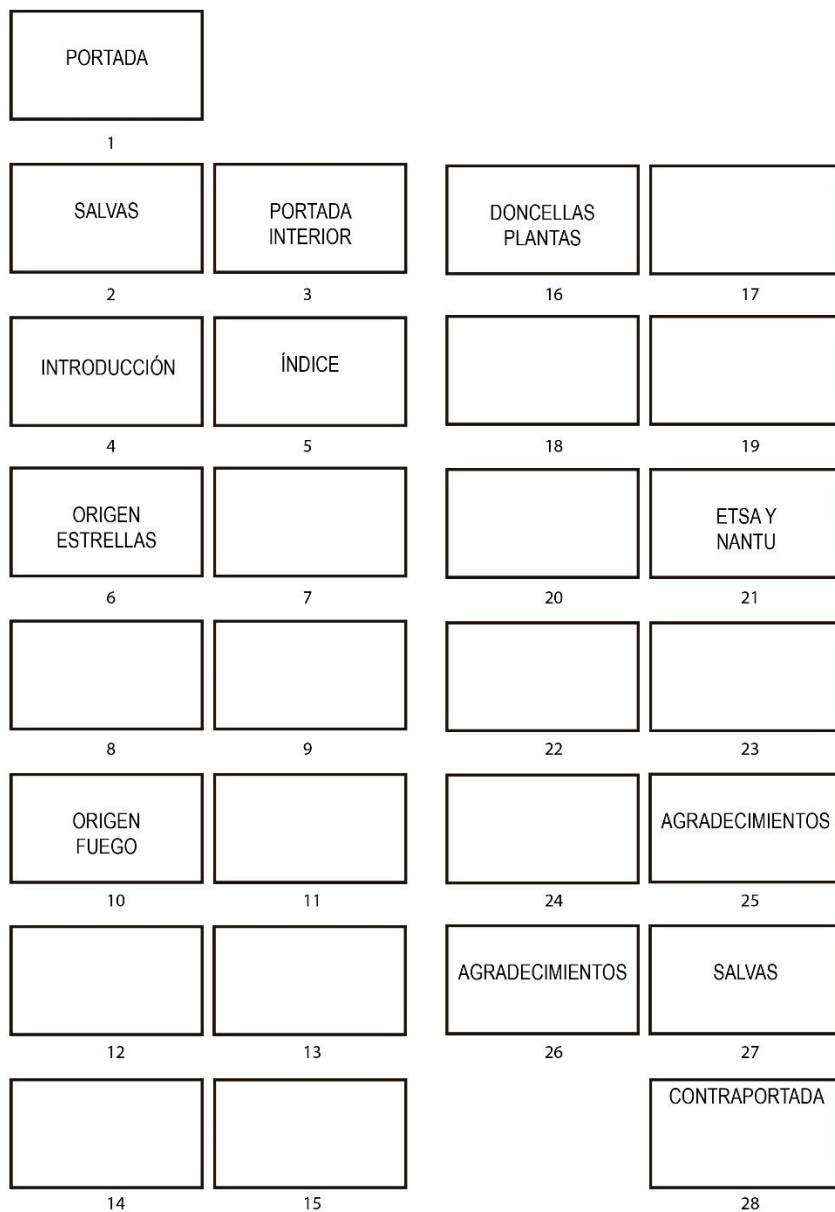 PORTADA
1
SALVAS
2
PORTADA
INTERIOR
3
INTRODUCCIÓN
4
ÍNDICE
5
ORIGEN
ESTRELLAS
6
7
8
9
ORIGEN
FUEGO
10
11
12
13
14
15
DONCELLAS
PLANTAS
16
17
18
19
20
ETSA Y
NANTU
21
22
23
24
AGRADECIMIENTOS
25
AGRADECIMIENTOS
26
SALVAS
27
CONTRAPORTADA
28